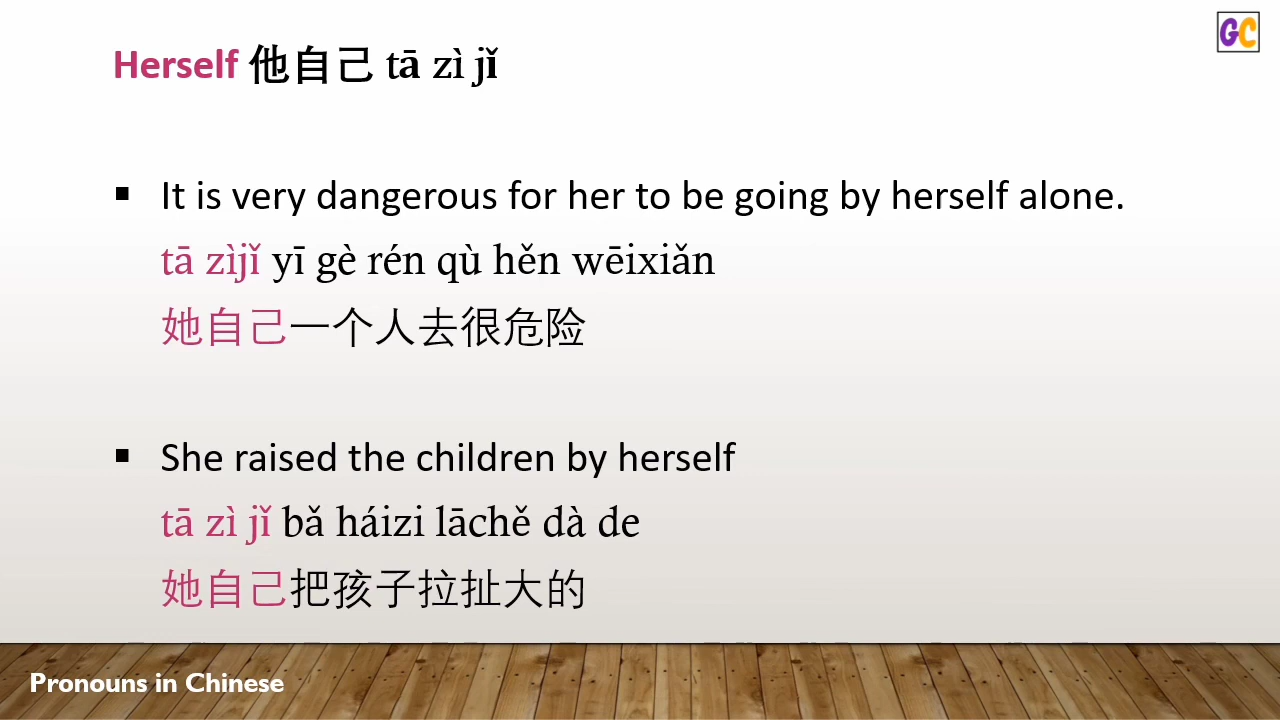 GC
Herself 他自己 tā zì jǐ
▪ It is very dangerous for her to be going by herself alone.
tā zìjǐ yī gè rén qù hěn wēixiǎn
她自己一个人去很危险
▪ She raised the children by herself
tā zì jǐ bǎ háizi lāchě dà de
她自己把孩子拉扯大的
Pronouns in Chinese